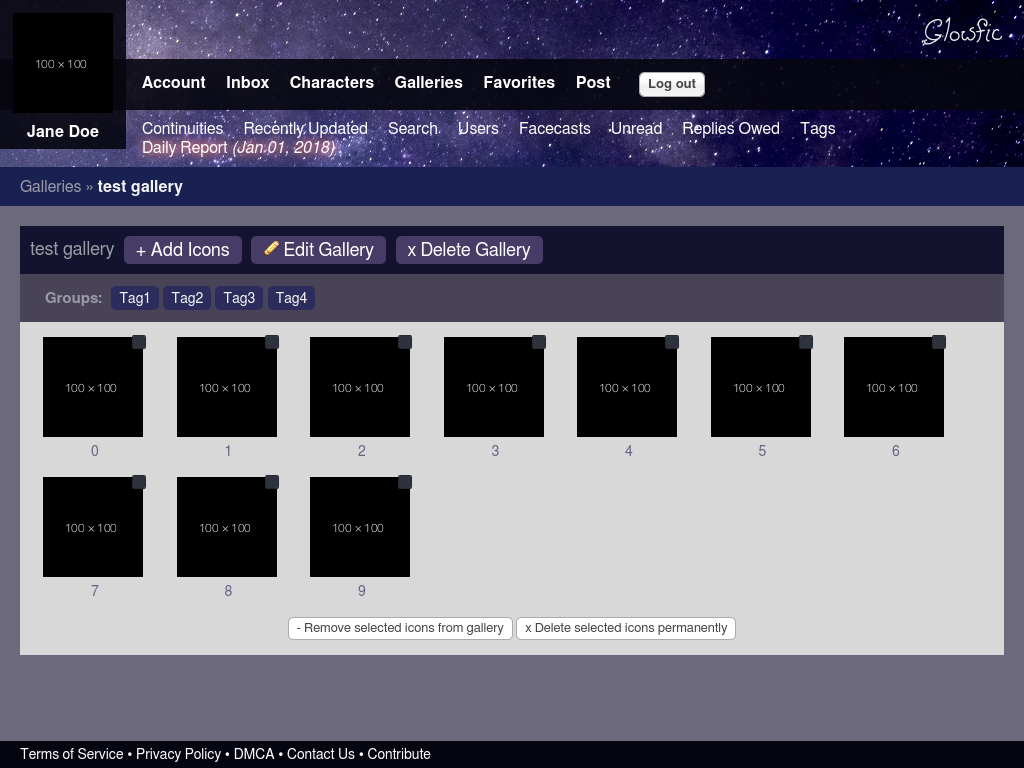 Glowfic
100 × 100
Jane Doe
Account Inbox Characters Galleries Favorites Post Log out
Continuities Recently Updated Search Users Facecasts Unread Replies Owed Tags
Daily Report (Jan 01, 2018)
Galleries » test gallery
test gallery + Add Icons Edit Gallery x Delete Gallery
Groups: Tag1 Tag2 Tag3 Tag4
100 × 100 100 × 100 100 × 100 100 × 100 100 × 100 100 × 100 100 × 100
0 1 2 3 4 5 6
100 × 100 100 × 100 100 × 100
7 8 9
- Remove selected icons from gallery x Delete selected icons permanently
Terms of Service • Privacy Policy • DMCA • Contact Us • Contribute